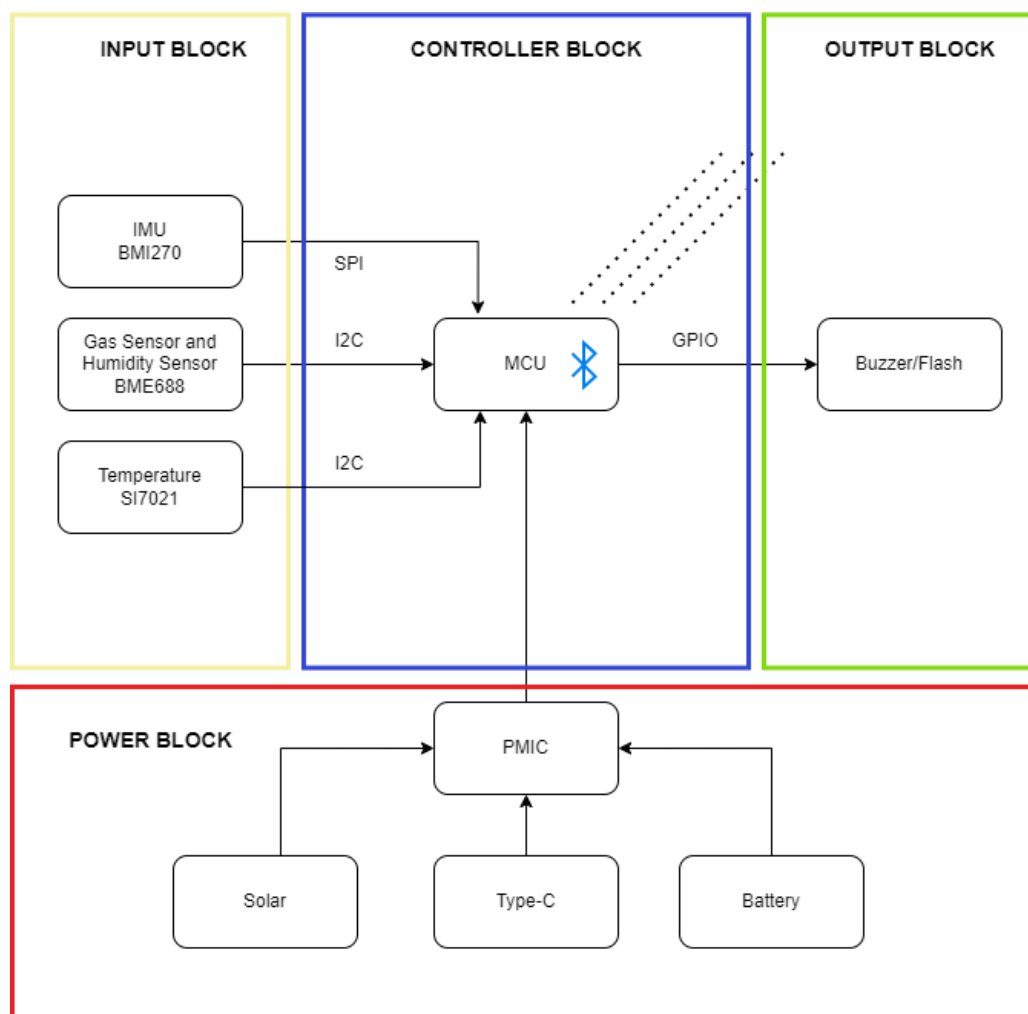 INPUT BLOCK
CONTROLLER BLOCK
OUTPUT BLOCK
IMU
BMI270
SPI
Gas Sensor and
Humidity Sensor
BME688
I2C
MCU
GPIO
Buzzer/Flash
Temperature
SI7021
I2C
POWER BLOCK
PMIC
Solar
Type-C
Battery